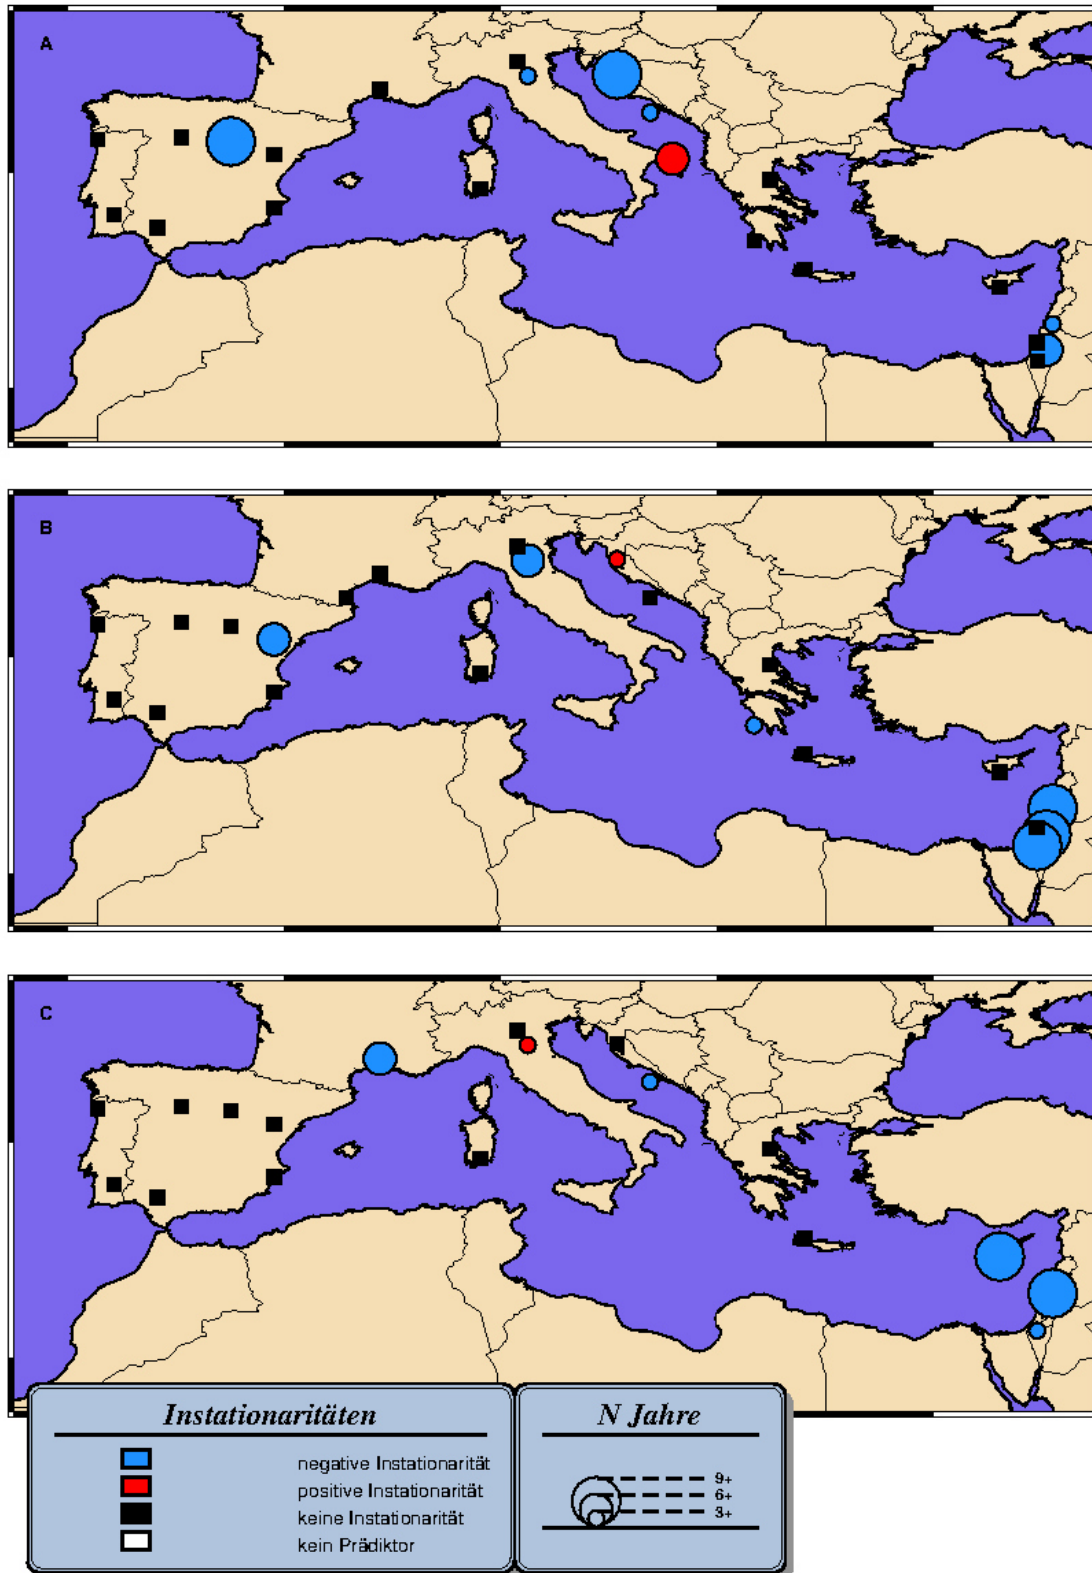 A
B
C
Instationaritäten
negative Instationarität
positive Instationarität
keine Instationarität
kein Prädiktor
N Jahre
9+
6+
3+